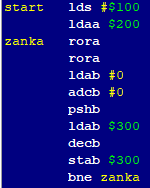 start lds #$100
ldaa $200
zanka rora
rora
ldab #0
adcb #0
pshb
ldab $300
decb
stab $300
bne zanka